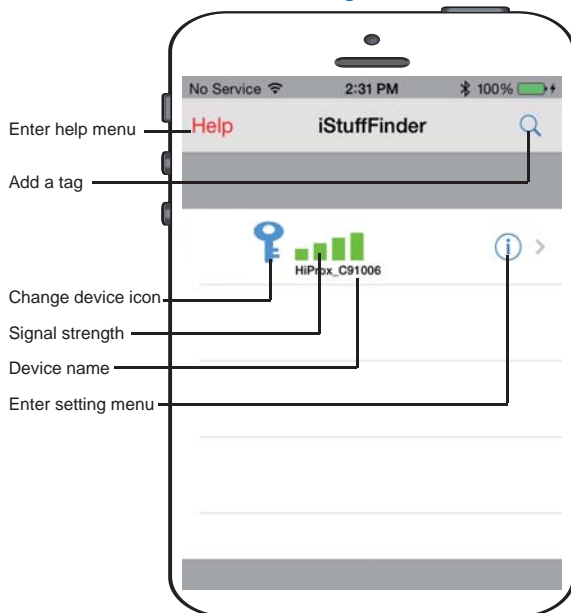 No Service 2:31 PM 100%
Enter help menu
Help iStuffFinder
Add a tag
HiProx_C91006
Change device icon
Signal strength
Device name
Enter setting menu